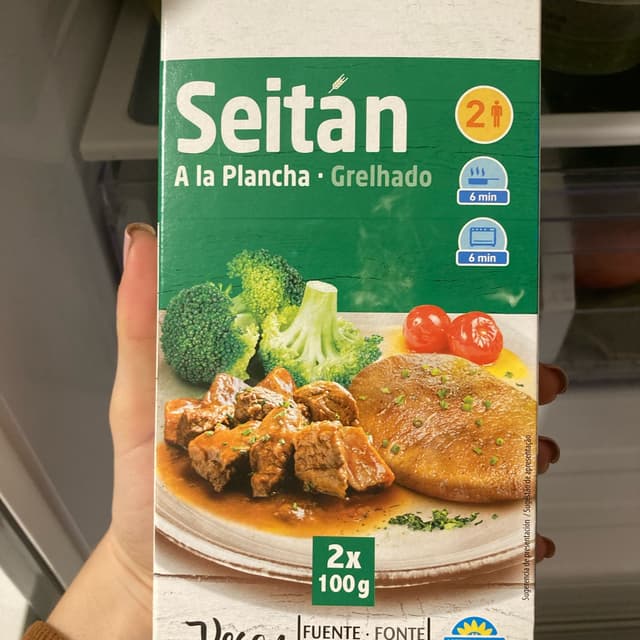 Seitán
A la Plancha · Grelhado
2
6 min
6 min
Sugerencia de presentación / Sugestão de apresentação
2x
100g
FUENTE · FONTE